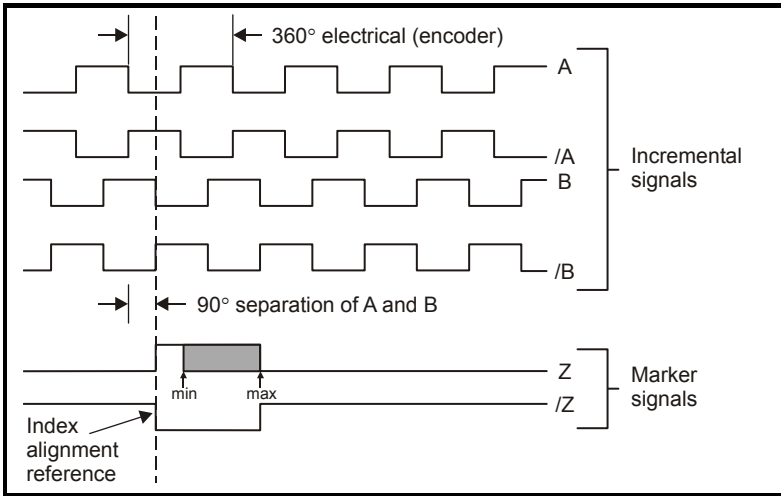 360° electrical (encoder)
A
/A
B
/B
Incremental
signals
90° separation of A and B
Z
min
max
/Z
Marker
signals
Index
alignment
reference